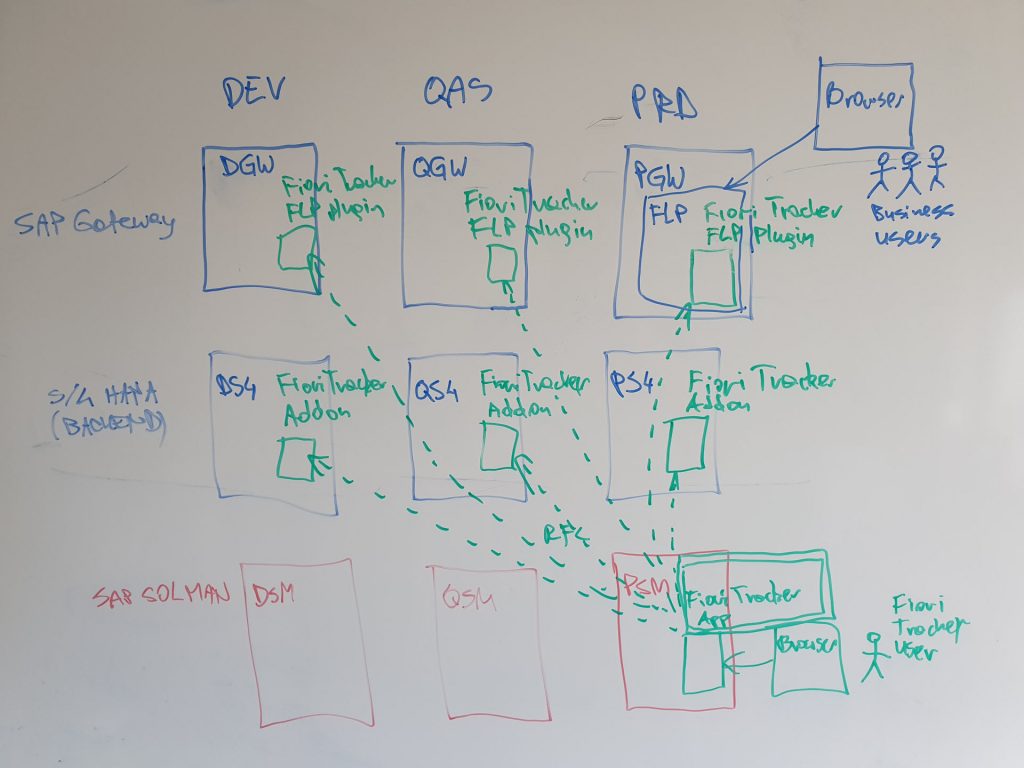 DEV
QAS
PRD
Browser
SAP Gateway
DGW
Fiori Tracker
FLP plugin
QGW
Fiori Tracker
FLP plugin
PGW
FLP
Fiori Tracker
FLP Plugin
Business
users
S/4 HANA
(BACKEND)
DS4
Fiori Tracker
Addon
QS4
Fiori Tracker
Addon
PS4
Fiori Tracker
Addon
RFC
SAP SOLMAN
DSM
QSM
PSM
Fiori Tracker
App
Browser
Fiori
Tracker
user